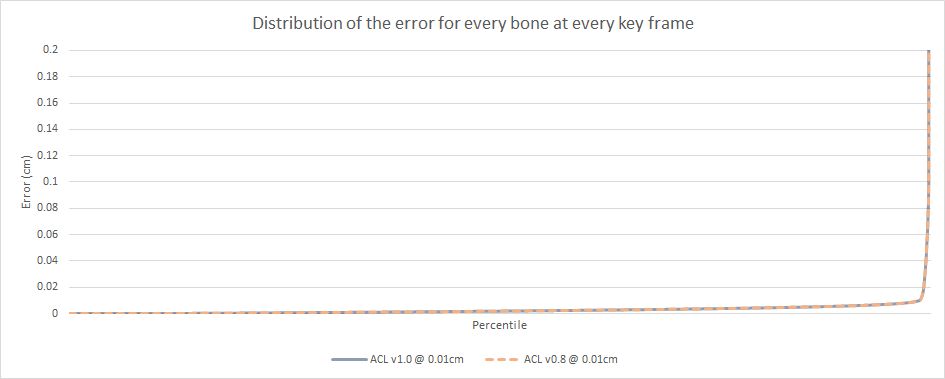 Distribution of the error for every bone at every key frame
0.2
0.18
0.16
0.14
0.12
0.1
0.08
0.06
0.04
0.02
0
Error (cm)
Percentile
ACL v1.0 @ 0.01cm
ACL v0.8 @ 0.01cm